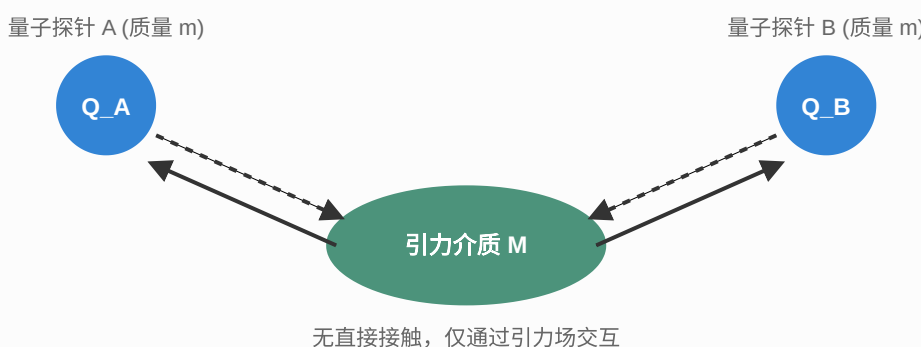 量子探针 A (质量 m)
量子探针 B (质量 m)
Q_A
Q_B
引力介质 M
无直接接触，仅通过引力场交互